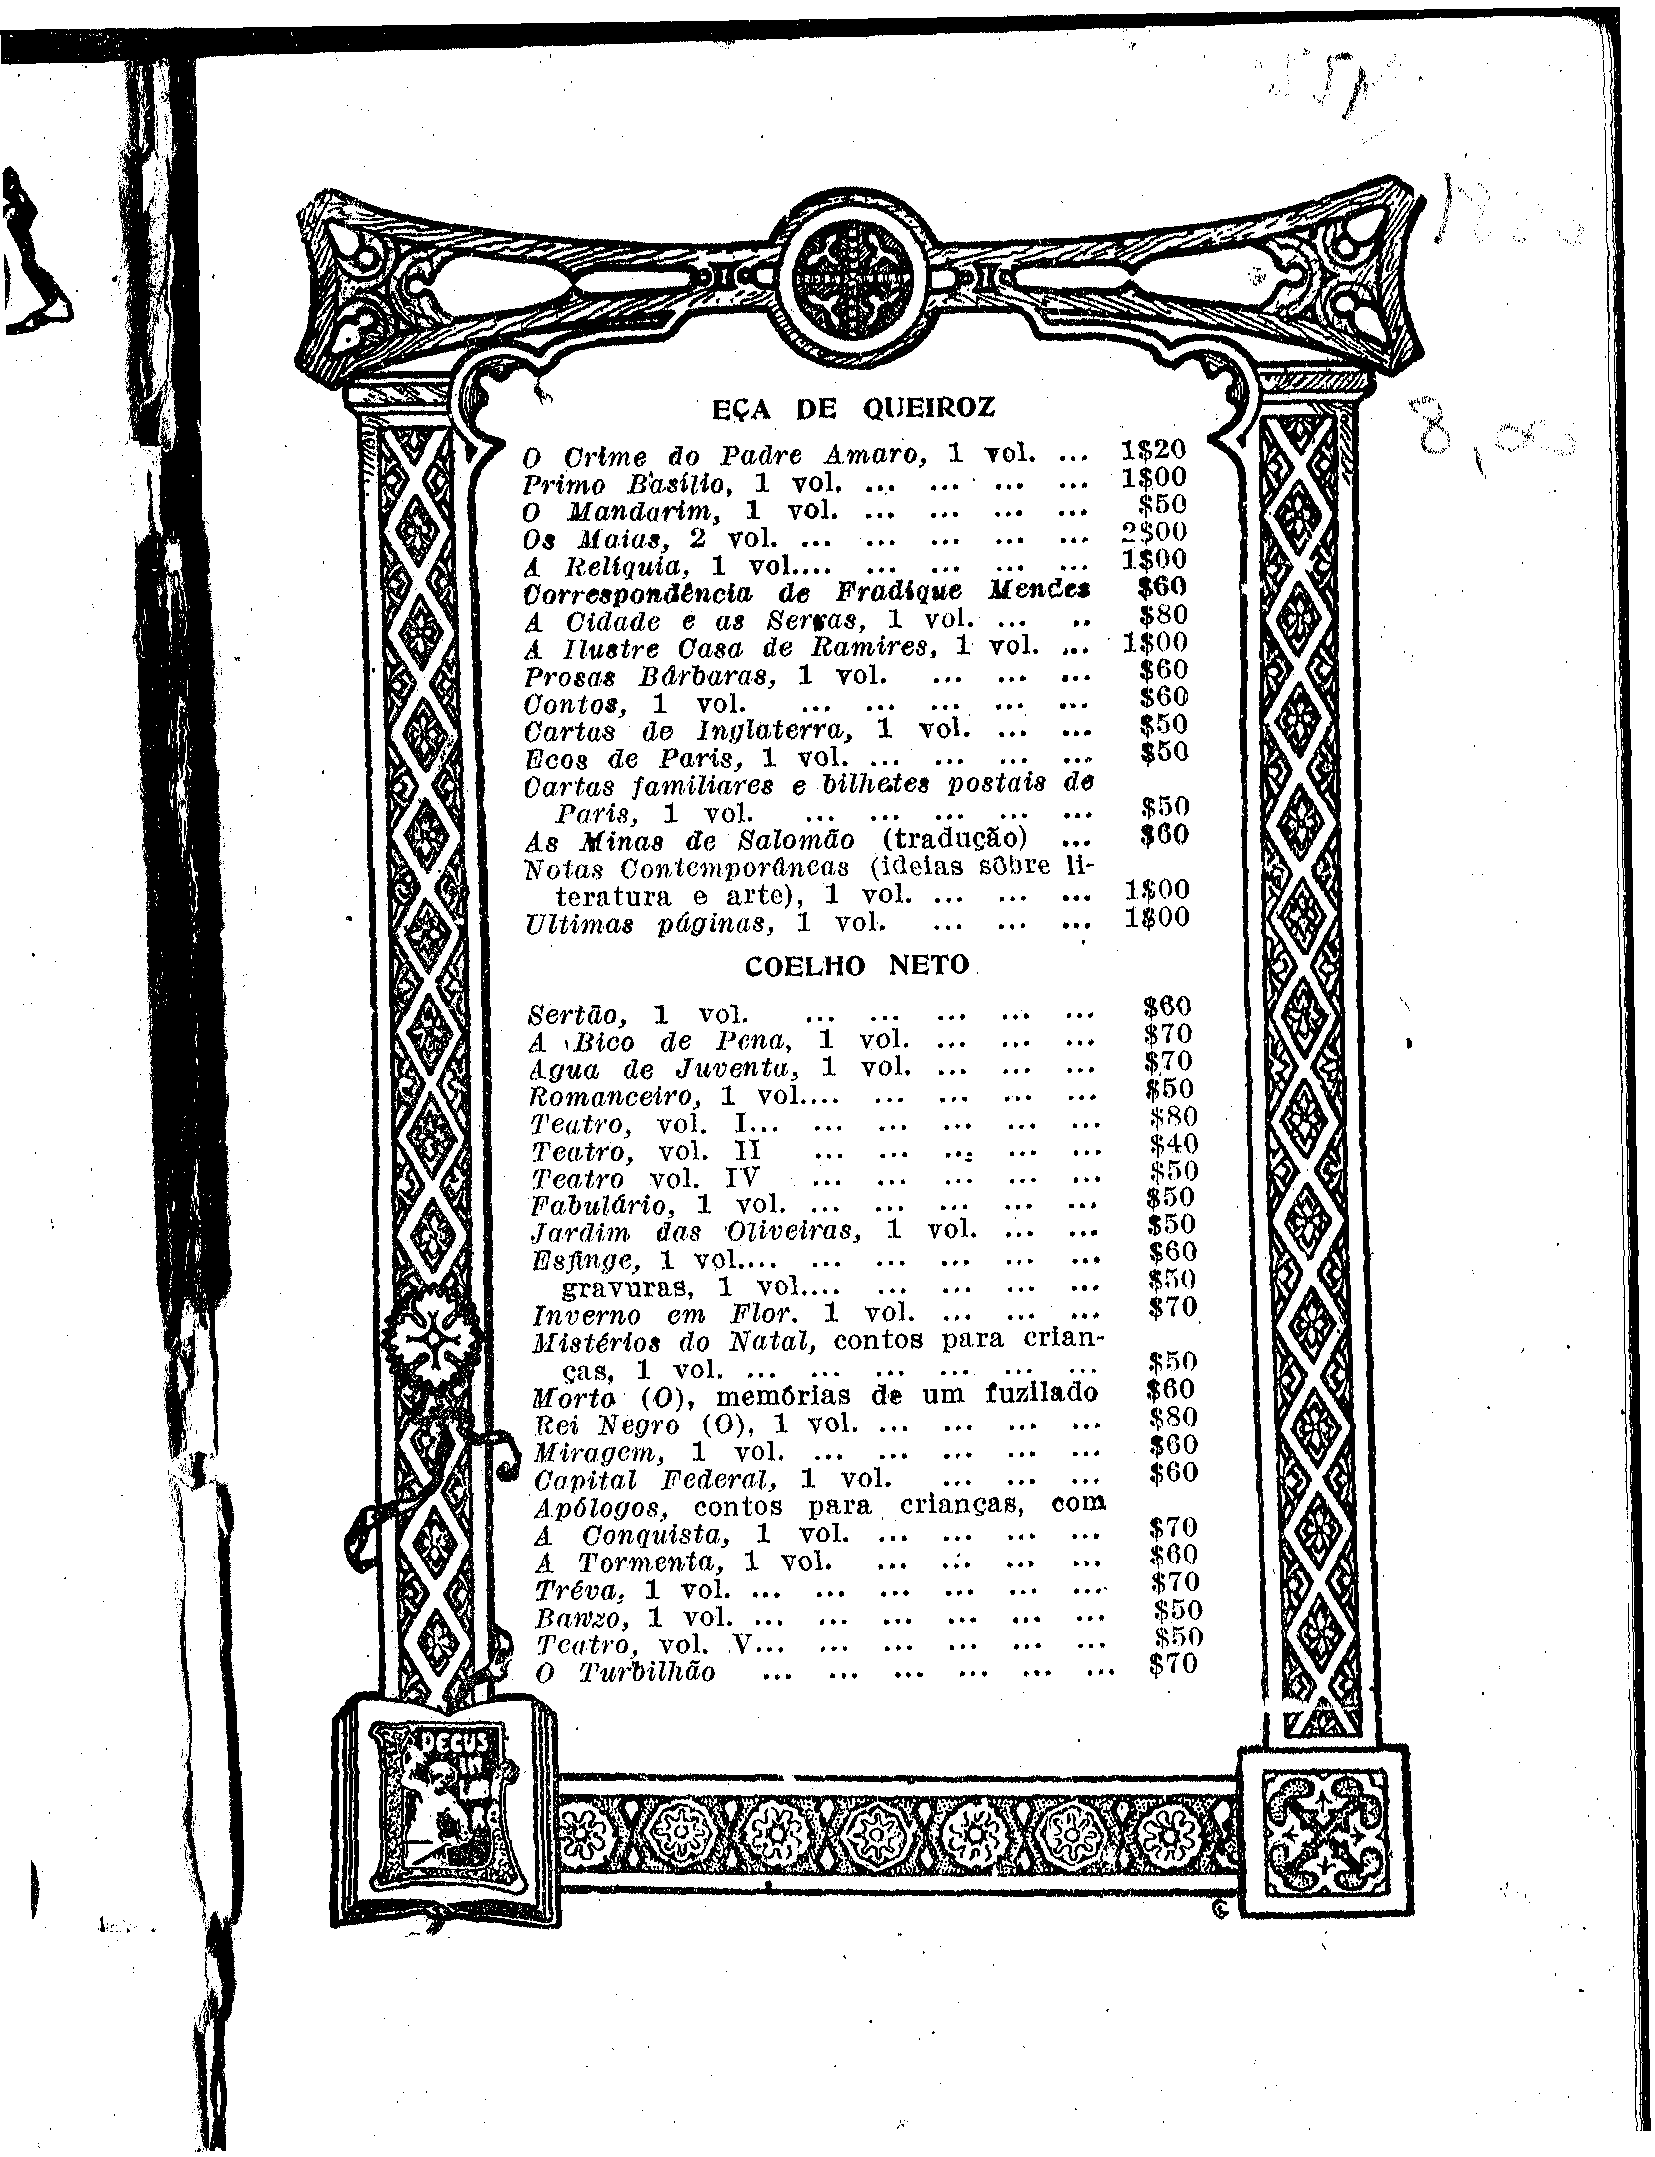 EÇA DE QUEIROZ
O Crime do Padre Amaro, 1 vol. ... 1$20
Primo Basílio, 1 vol. ... ... ... ... 1$00
O Mandarim, 1 vol. ... ... ... ... $50
Os Maias, 2 vol. ... ... ... ... ... 2$00
A Relíquia, 1 vol.... ... ... ... ... 1$00
Correspondência de Fradique Mendes $60
A Cidade e as Serras, 1 vol. ... .. $80
A Ilustre Casa de Ramires, 1 vol. ... 1$00
Prosas Bárbaras, 1 vol. ... ... ... $60
Contos, 1 vol. ... ... ... ... ... $60
Cartas de Inglaterra, 1 vol. ... ... $50
Ecos de Paris, 1 vol. ... ... ... ... $50
Cartas familiares e bilhetes postais de
Paris, 1 vol. ... ... ... ... ... $50
As Minas de Salomão (tradução) ... $60
Notas Contemporâneas (ideias sôbre li-
teratura e arte), 1 vol. ... ... ... 1$00
Ultimas páginas, 1 vol. ... ... ... 1$00
COELHO NETO
Sertão, 1 vol. ... ... ... ... ... $60
A Bico de Pena, 1 vol. ... ... ... $70
Agua de Juventa, 1 vol. ... ... ... $70
Romanceiro, 1 vol.... ... ... ... ... $50
Teatro, vol. I... ... ... ... ... ... $80
Teatro, vol. II ... ... ... ... ... $40
Teatro vol. IV ... ... ... ... ... $50
Fabulário, 1 vol. ... ... ... ... ... $50
Jardim das Oliveiras, 1 vol. ... ... $50
Esfinge, 1 vol.... ... ... ... ... ... $60
gravuras, 1 vol.... ... ... ... ... $50
Inverno em Flor. 1 vol. ... ... ... $70
Mistérios do Natal, contos para crian-
ças, 1 vol. ... ... ... ... ... ... $50
Morto (O), memórias de um fuzilado $60
Rei Negro (O), 1 vol. ... ... ... ... $80
Miragem, 1 vol. ... ... ... ... ... $60
Capital Federal, 1 vol. ... ... ... $60
Apólogos, contos para crianças, com
A Conquista, 1 vol. ... ... ... ... $70
A Tormenta, 1 vol. ... ... ... ... $60
Tréva, 1 vol. ... ... ... ... ... ... $70
Banzo, 1 vol. ... ... ... ... ... ... $50
Teatro, vol. V... ... ... ... ... ... $50
O Turbilhão ... ... ... ... ... ... $70
DECUS
IN